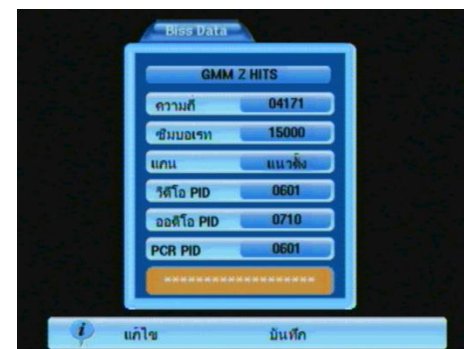 Biss Data
GMM Z HITS
ความถี่ 04171
ซิมบอเรท 15000
แกน แนวตั้ง
วิดีโอ PID 0601
ออดิโอ PID 0710
PCR PID 0601
*******************
i แก้ไข บันทึก